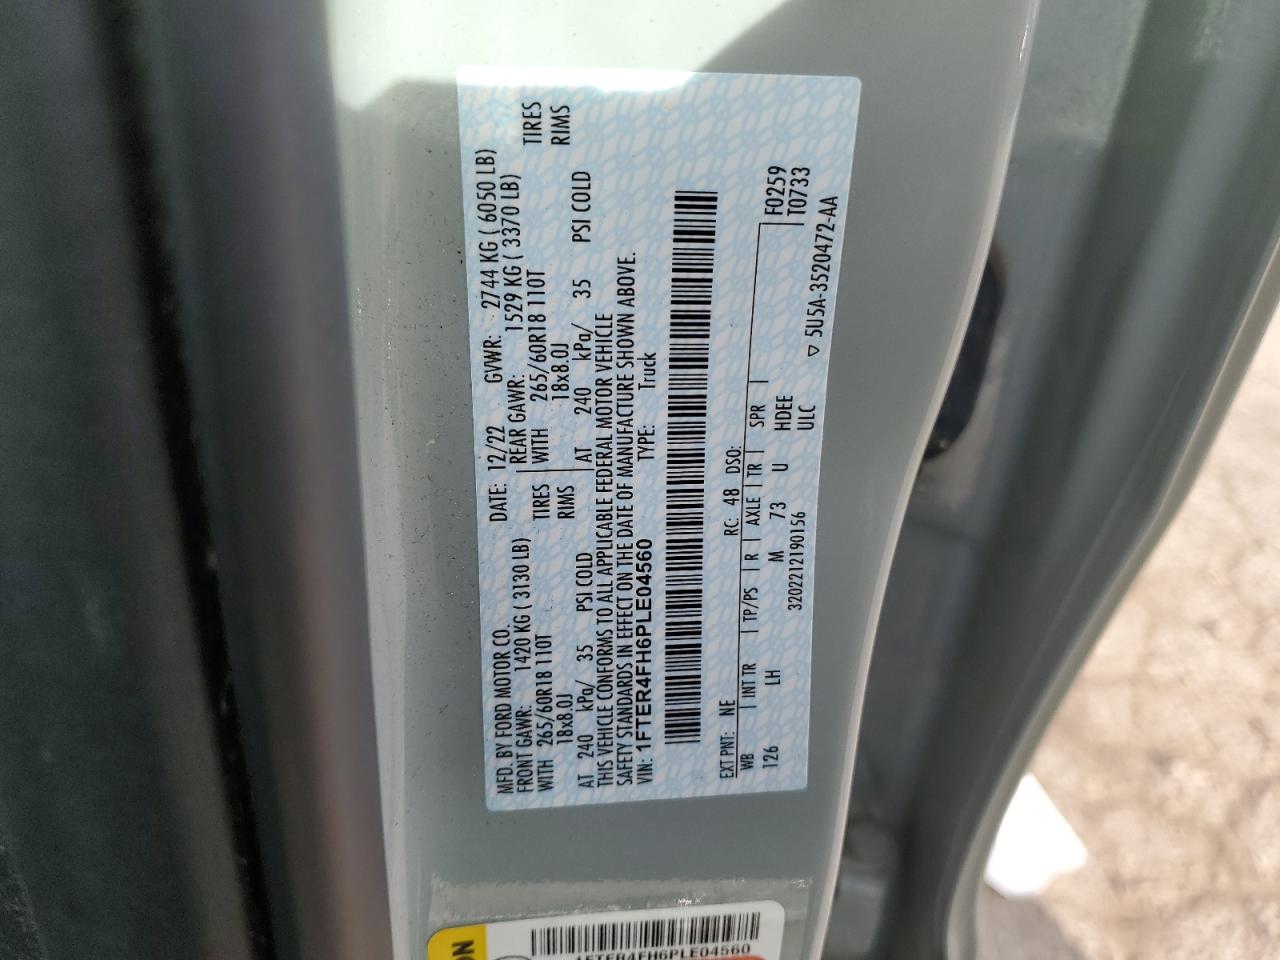 MFD. BY FORD MOTOR CO. DATE: 12/22 GVWR: 2744 KG ( 6050 LB)
FRONT GAWR: 1420 KG ( 3130 LB) REAR GAWR: 1529 KG ( 3370 LB)
WITH 265/60R18 110T TIRES WITH 265/60R18 110T TIRES
18x8.0J RIMS 18x8.0J RIMS
AT 240 kPa/ 35 PSI COLD AT 240 kPa/ 35 PSI COLD
THIS VEHICLE CONFORMS TO ALL APPLICABLE FEDERAL MOTOR VEHICLE
SAFETY STANDARDS IN EFFECT ON THE DATE OF MANUFACTURE SHOWN ABOVE.
VIN: 1FTER4FH6PLE04560 TYPE: Truck
EXT PNT: NE RC: 48 DSO:
WB INT TR TP/PS R AXLE TR SPR F0259
126 LH M 73 U HDEE T0733
3202212190156 ULC
5U5A-3520472-AA
1FTER4FH6PLE04560